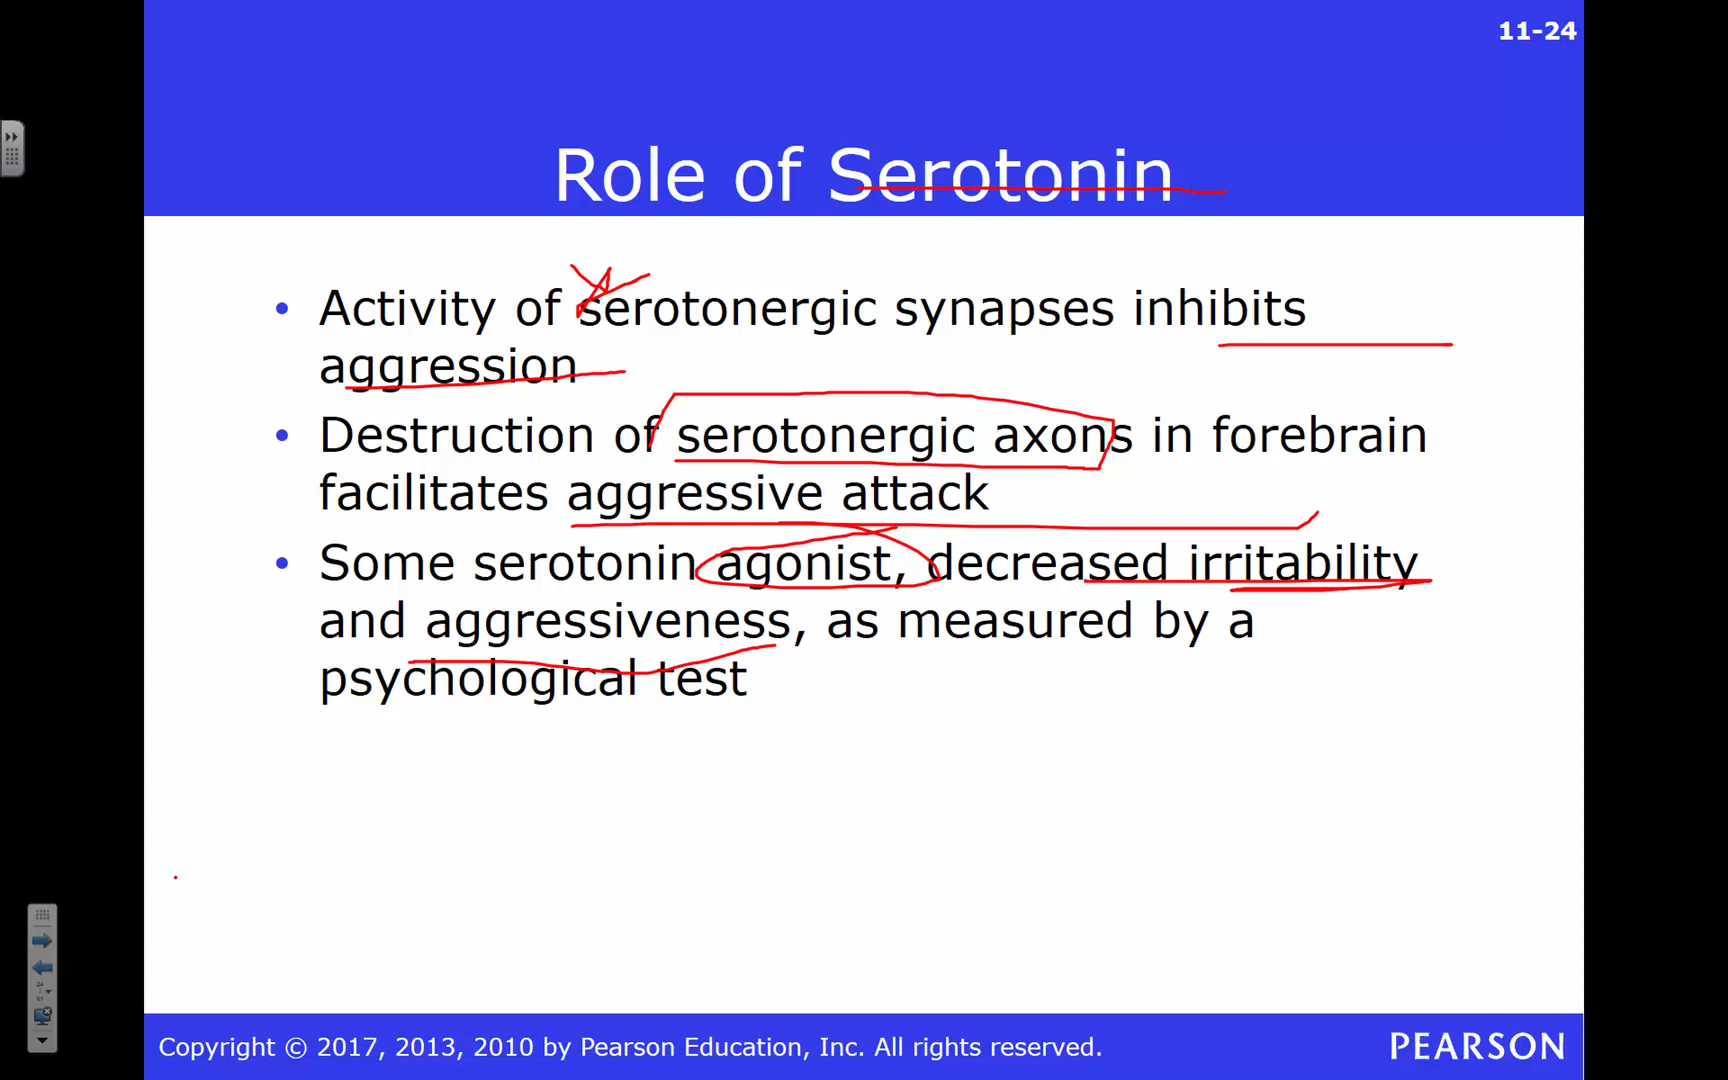 11-24
Role of Serotonin
• Activity of serotonergic synapses inhibits
aggression
• Destruction of serotonergic axons in forebrain
facilitates aggressive attack
• Some serotonin agonist, decreased irritability
and aggressiveness, as measured by a
psychological test
Copyright © 2017, 2013, 2010 by Pearson Education, Inc. All rights reserved.
PEARSON